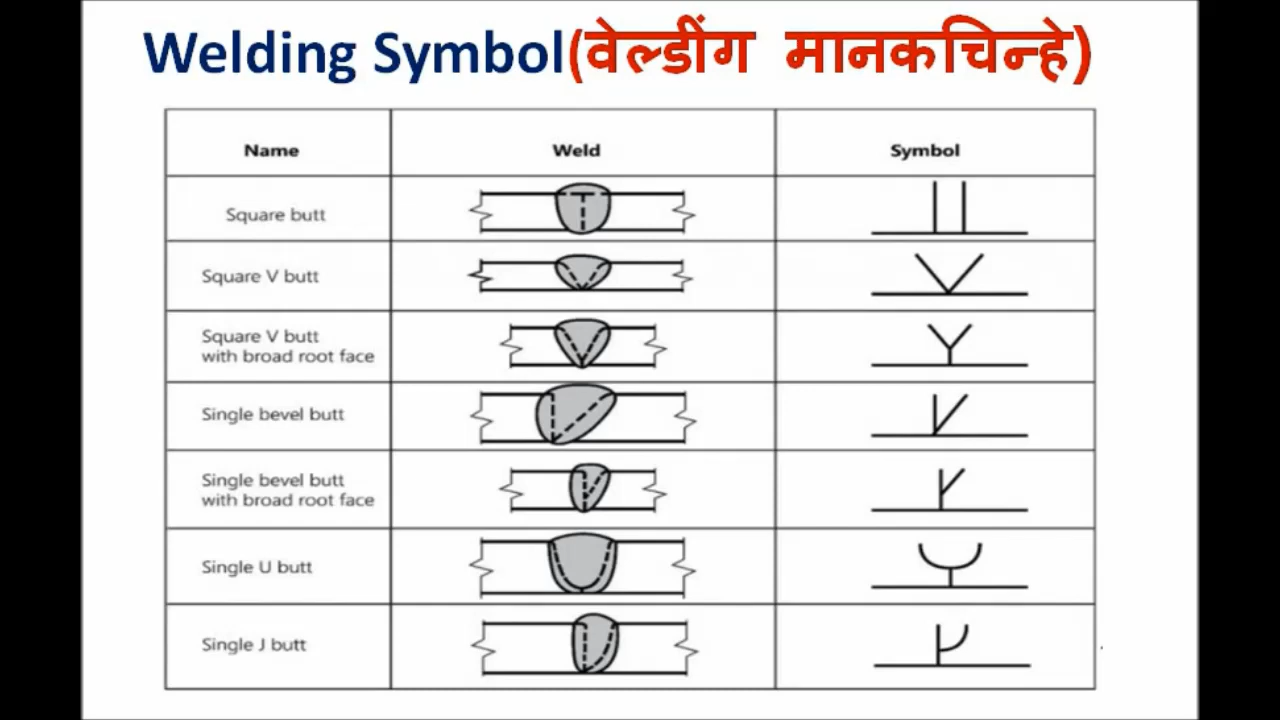 Welding Symbol(वेल्डींग मानकचिन्हे)
Name Weld Symbol
Square butt
Square V butt
Square V butt
with broad root face
Single bevel butt
Single bevel butt
with broad root face
Single U butt
Single J butt